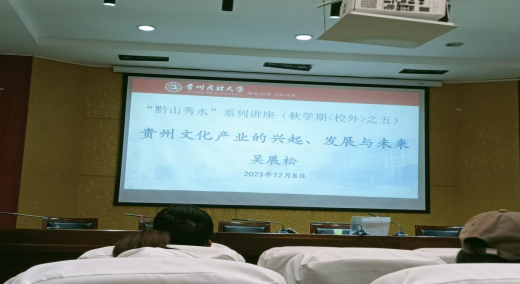 贵州民族大学
"黔山秀水"系列讲座（秋学期<校外>之五）
贵州文化产业的兴起、发展与未来
吴展松
2023年12月8日